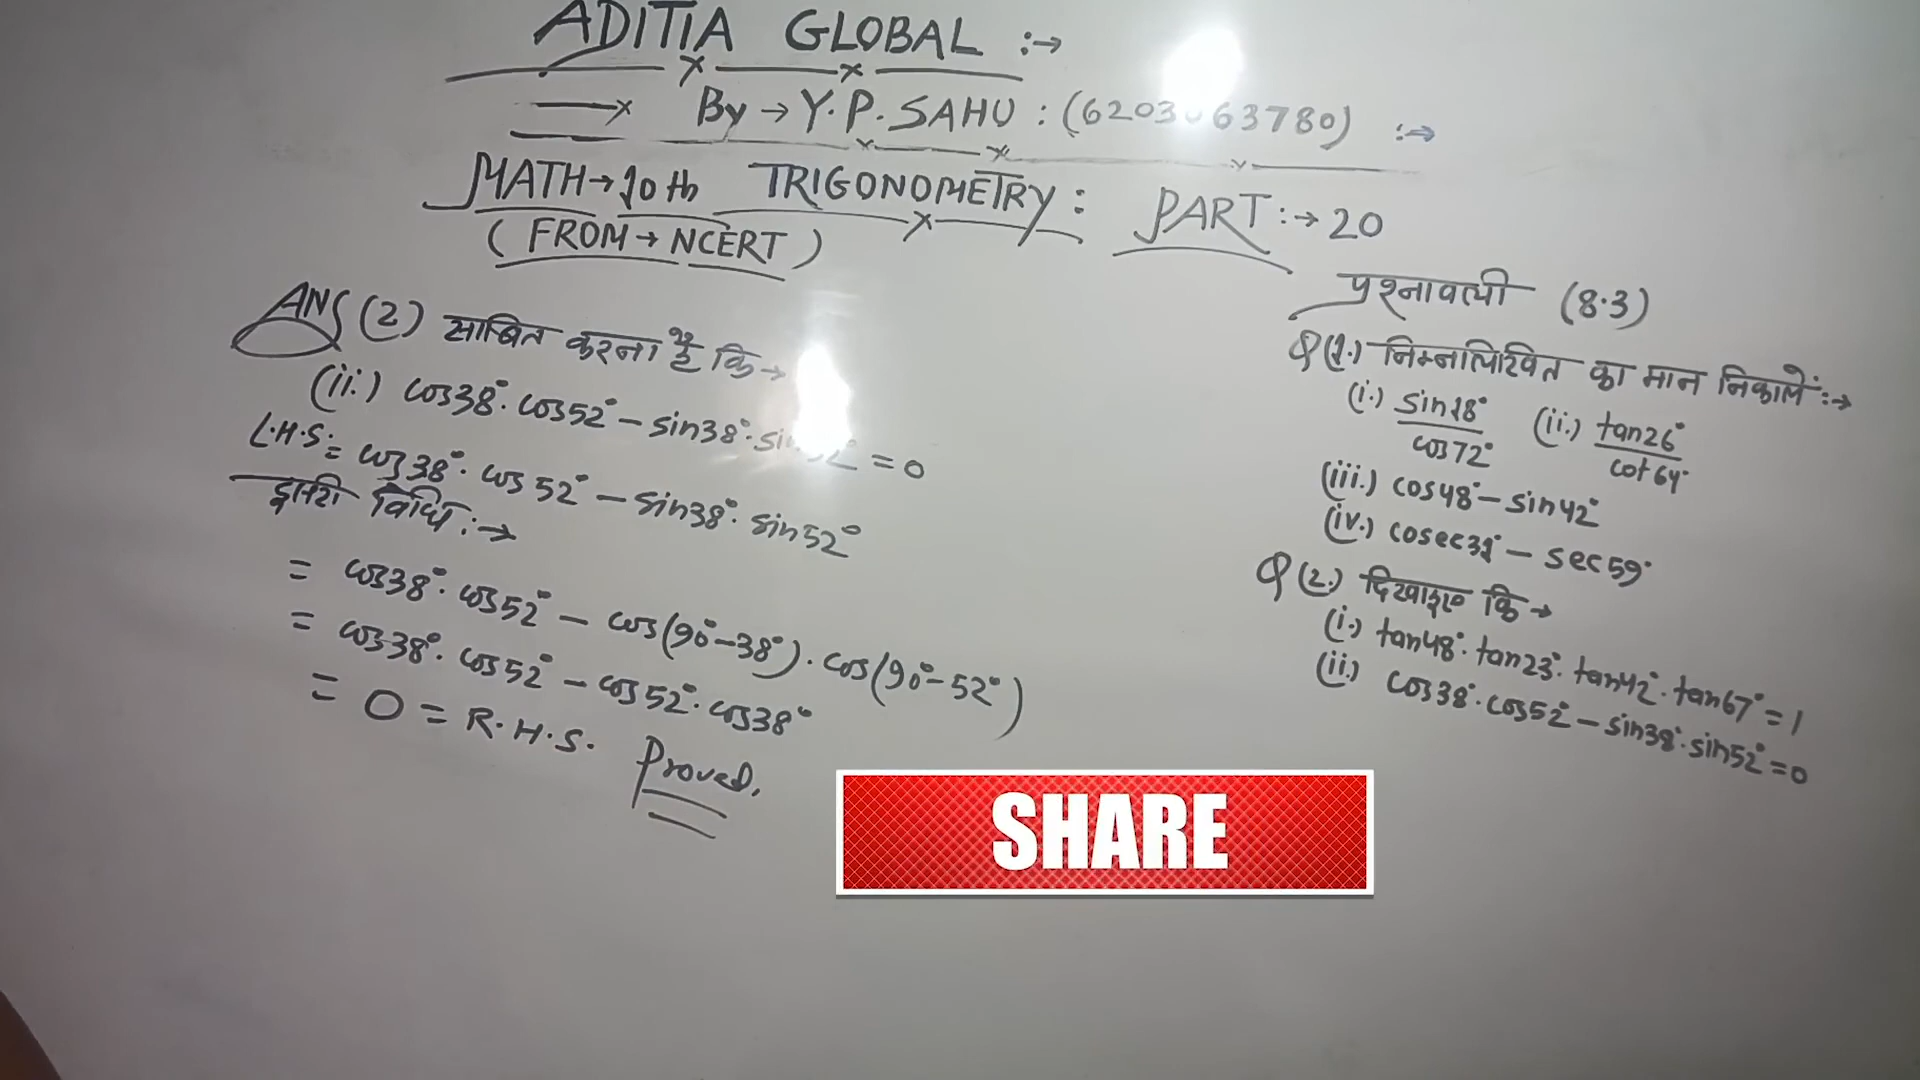 ADITIA GLOBAL :→
By → Y.P. SAHU : (6203 63780) :→
MATH → 10th TRIGONOMETRY : PART :→ 20
(FROM → NCERT)
ANS (2) साबित करना है कि →
(ii.) cos38°. cos52° – sin38°. = 0
L.H.S. = cos38°. cos52° – sin38°. sin52°
विधि :→
= cos38°. cos52° – cos(90°–38°). cos(90°–52°)
= cos38°. cos52° – cos52°. cos38°
= 0 = R.H.S. Proved.
प्रश्नावली (8.3)
Q(1.) निम्नलिखित का मान निकालें :→
(i.) sin18°/cos72° (ii.) tan26°/cot64°
(iii.) cos48° – sin42°
(iv.) cosec31° – sec59°
Q(2.) दिखाइए कि →
(i.) tan48°. tan23°. tan42°. tan67° = 1
(ii.) cos38°. cos52° – sin38°. sin52° = 0
SHARE